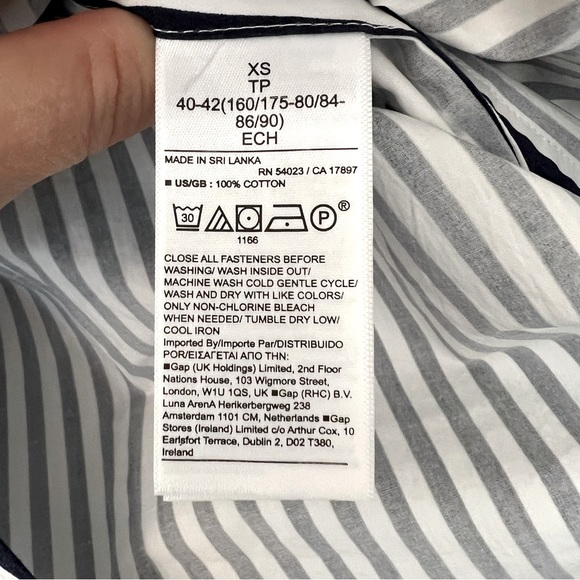 XS
TP
40-42(160/175-80/84-
86/90)
ECH
MADE IN SRI LANKA
RN 54023 / CA 17897
■ US/GB : 100% COTTON
30
P
®
1166
CLOSE ALL FASTENERS BEFORE
WASHING/ WASH INSIDE OUT/
MACHINE WASH COLD GENTLE CYCLE/
WASH AND DRY WITH LIKE COLORS/
ONLY NON-CHLORINE BLEACH
WHEN NEEDED/ TUMBLE DRY LOW/
COOL IRON
Imported By/Importe Par/DISTRIBUIDO
POR/ΕΙΣΑΓΕΤΑΙ ΑΠΟ ΤΗΝ:
■Gap (UK Holdings) Limited, 2nd Floor
Nations House, 103 Wigmore Street,
London, W1U 1QS, UK ■Gap (RHC) B.V.
Luna ArenA Herikerbergweg 238
Amsterdam 1101 CM, Netherlands ■Gap
Stores (Ireland) Limited c/o Arthur Cox, 10
Earlsfort Terrace, Dublin 2, D02 T380,
Ireland